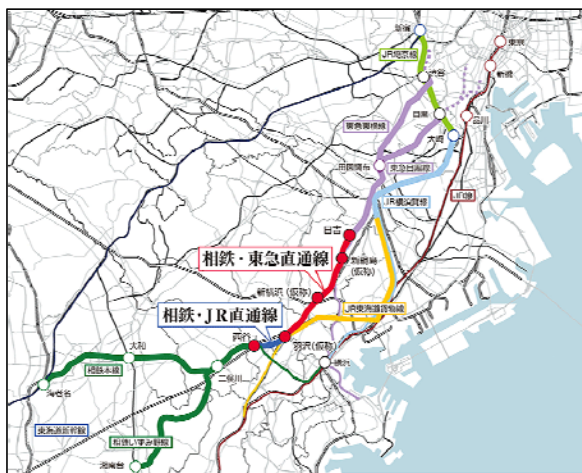 新宿
東京
JR埼京線
渋谷
新橋
目黒
品川
東急東横線
大崎
田園調布
東急目黒線
JR横須賀線
JR線
日吉
相鉄・東急直通線
新綱島
(仮称)
新横浜(仮称)
JR東海道貨物線
相鉄・JR直通線
西谷
羽沢(仮称)
横浜
大和
二俣川
相鉄本線
海老名
東海道新幹線
相鉄いずみ野線
湘南台